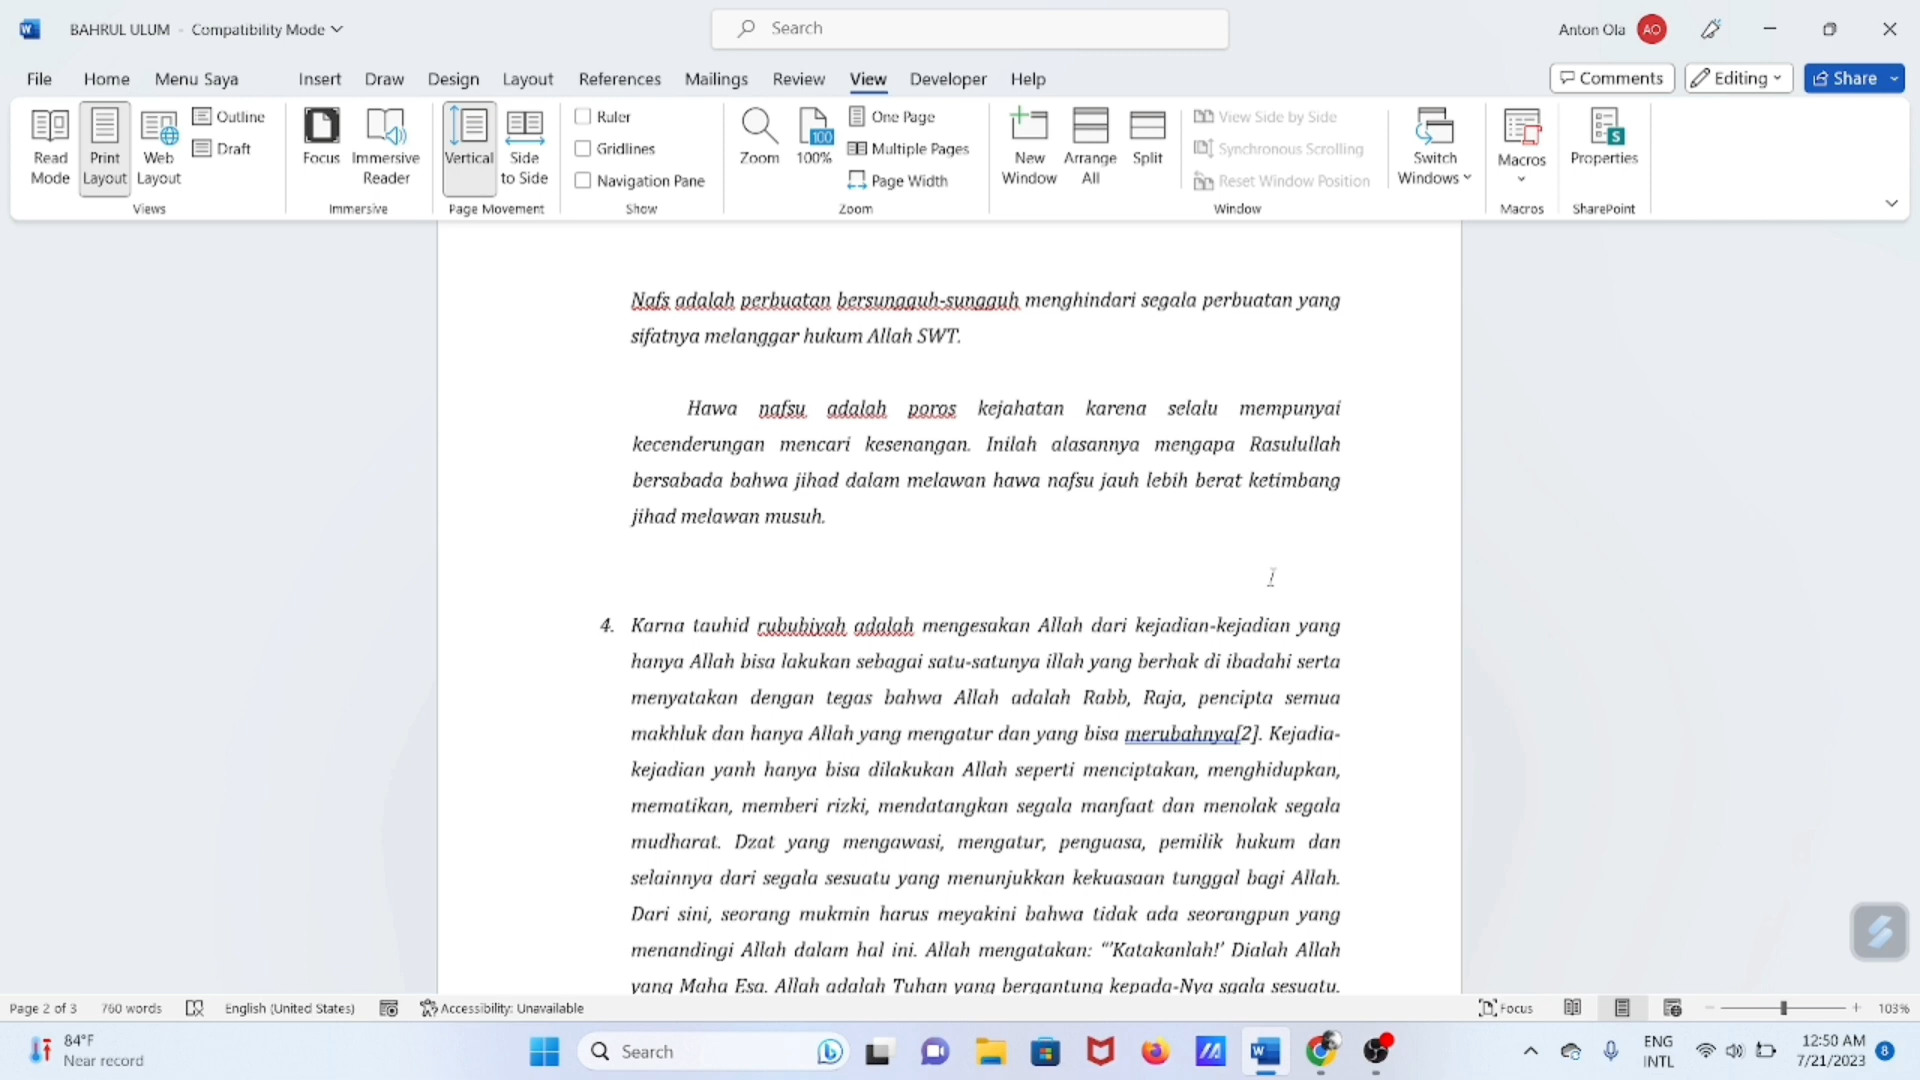 BAHRUL ULUM - Compatibility Mode
Search
Anton Ola AO
File Home Menu Saya Insert Draw Design Layout References Mailings Review View Developer Help
Comments Editing Share
Read Mode
Print Layout
Web Layout
Outline
Draft
Views
Focus
Immersive Reader
Immersive
Vertical
Side to Side
Page Movement
Ruler
Gridlines
Navigation Pane
Show
Zoom
100
100%
One Page
Multiple Pages
Page Width
Zoom
New Window
Arrange All
Split
View Side by Side
Synchronous Scrolling
Reset Window Position
Switch Windows
Window
Macros
Macros
Properties
SharePoint
Nafs adalah perbuatan bersungguh-sungguh menghindari segala perbuatan yang
sifatnya melanggar hukum Allah SWT.
Hawa nafsu adalah poros kejahatan karena selalu mempunyai
kecenderungan mencari kesenangan. Inilah alasannya mengapa Rasulullah
bersabada bahwa jihad dalam melawan hawa nafsu jauh lebih berat ketimbang
jihad melawan musuh.
4. Karna tauhid rububiyah adalah mengesakan Allah dari kejadian-kejadian yang
hanya Allah bisa lakukan sebagai satu-satunya illah yang berhak di ibadahi serta
menyatakan dengan tegas bahwa Allah adalah Rabb, Raja, pencipta semua
makhluk dan hanya Allah yang mengatur dan yang bisa merubahnya[2]. Kejadia-
kejadian yanh hanya bisa dilakukan Allah seperti menciptakan, menghidupkan,
mematikan, memberi rizki, mendatangkan segala manfaat dan menolak segala
mudharat. Dzat yang mengawasi, mengatur, penguasa, pemilik hukum dan
selainnya dari segala sesuatu yang menunjukkan kekuasaan tunggal bagi Allah.
Dari sini, seorang mukmin harus meyakini bahwa tidak ada seorangpun yang
menandingi Allah dalam hal ini. Allah mengatakan: “’Katakanlah!’ Dialah Allah
yang Maha Esa. Allah adalah Tuhan yang bergantung kepada-Nya sgala sesuatu.
Page 2 of 3 760 words English (United States) Accessibility: Unavailable Focus 103%
84°F
Near record
Search
ENG
INTL
12:50 AM
7/21/2023
8